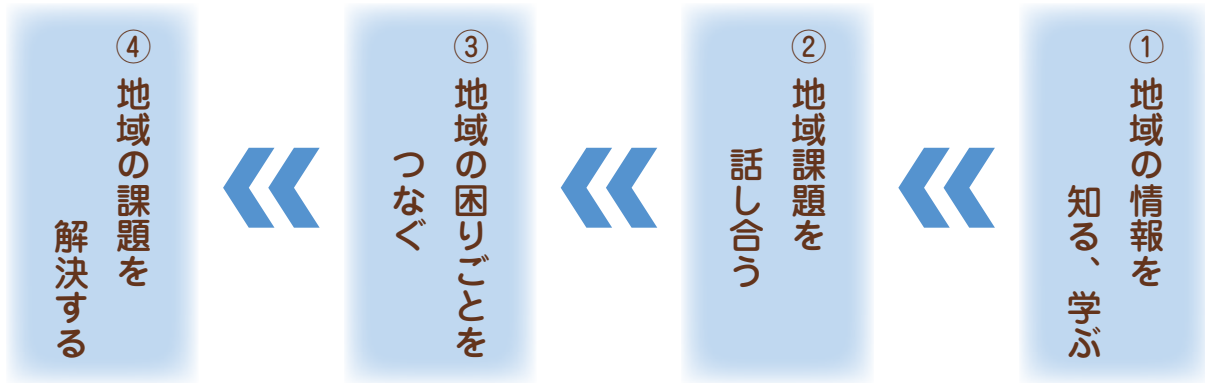 ① 地域の情報を
知る、学ぶ
② 地域課題を
話し合う
③ 地域の困りごとを
つなぐ
④ 地域の課題を
解決する